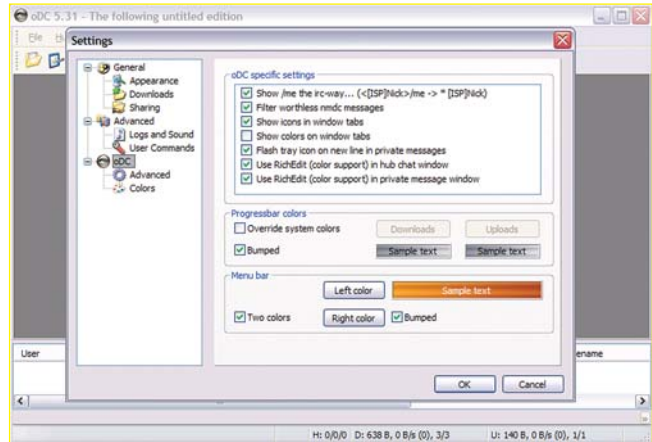 oDC 5.31 - The following untitled edition
File
Settings
General
Appearance
Downloads
Sharing
Advanced
Logs and Sound
User Commands
oDC
Advanced
Colors
oDC specific settings
Show /me the irc-way... (<[ISP]Nick>/me -> * [ISP]Nick)
Filter worthless nmdc messages
Show icons in window tabs
Show colors on window tabs
Flash tray icon on new line in private messages
Use RichEdit (color support) in hub chat window
Use RichEdit (color support) in private message window
Progressbar colors
Override system colors
Downloads
Uploads
Bumped
Sample text
Sample text
Menu bar
Left color
Sample text
Two colors
Right color
Bumped
User
ename
OK
Cancel
H: 0/0/0 D: 638 B, 0 B/s (0), 3/3 U: 140 B, 0 B/s (0), 1/1